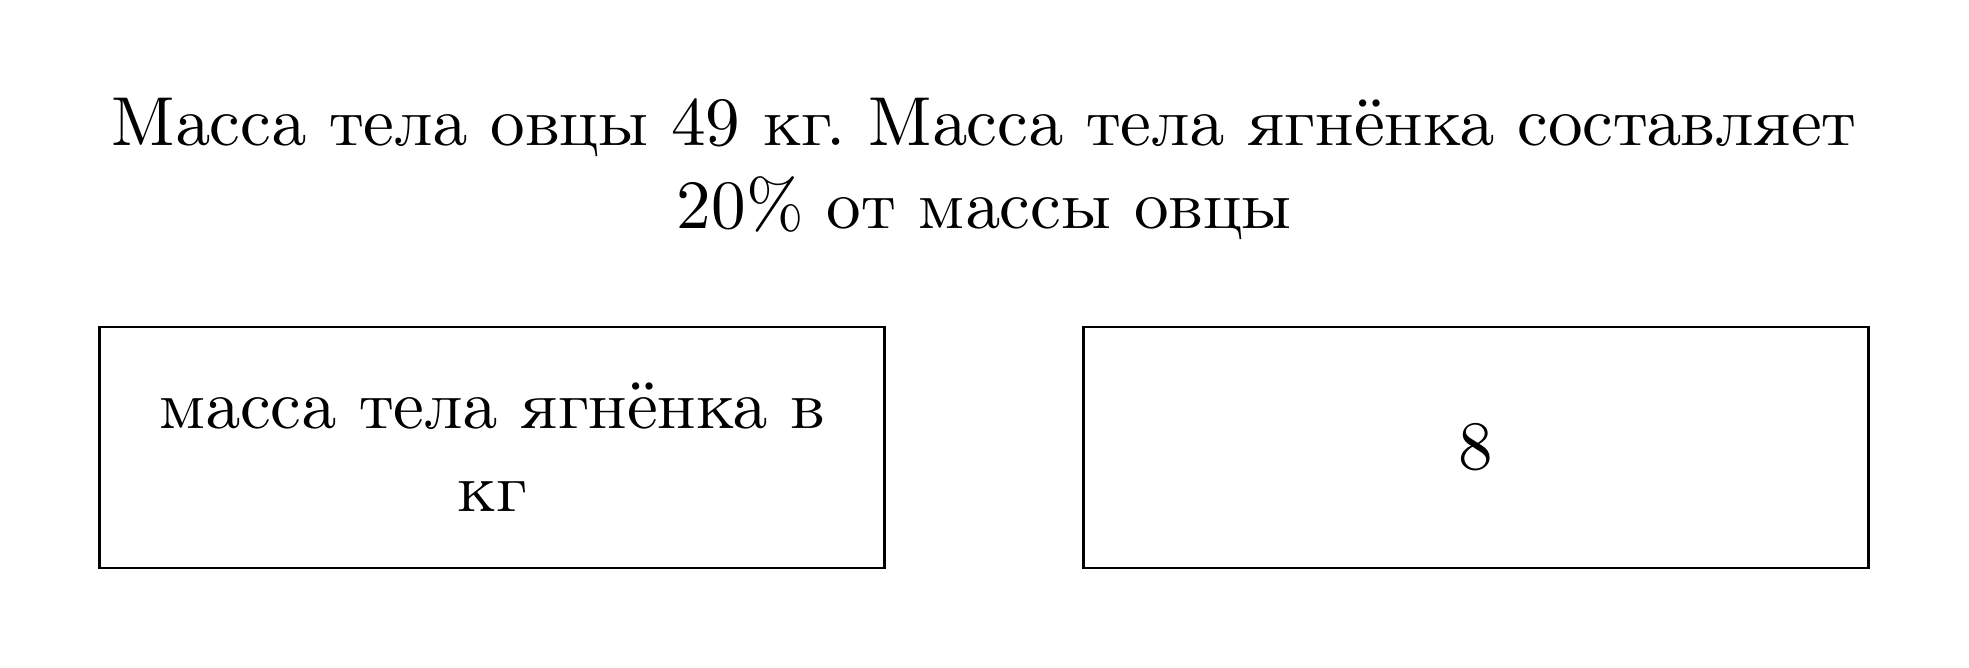 Масса тела овцы 49 кг. Масса тела ягнёнка составляет
20% от массы овцы
масса тела ягнёнка в
кг
8